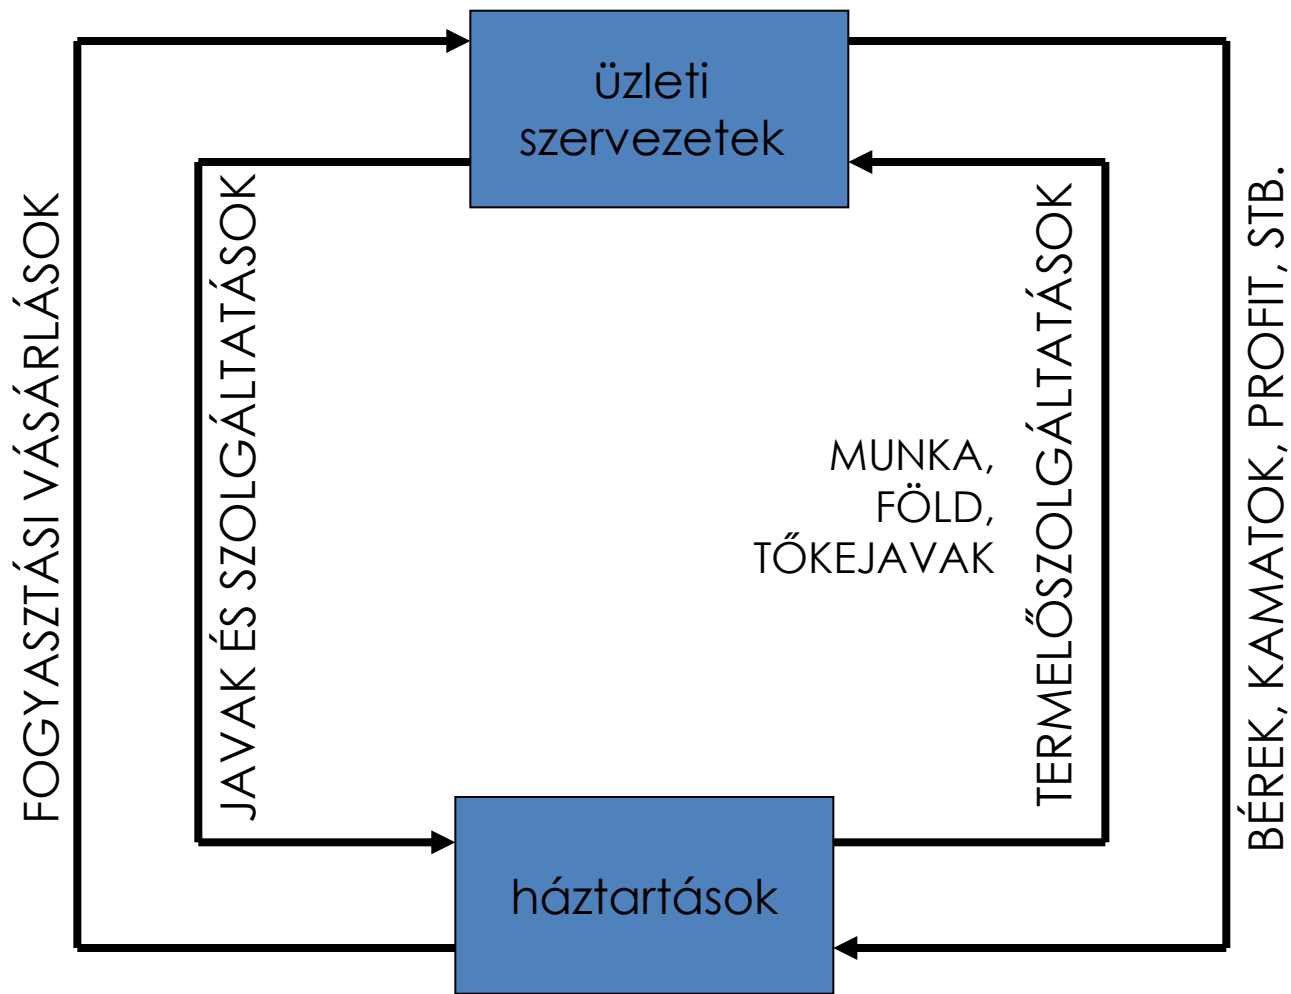 üzleti
szervezetek
FOGYASZTÁSI VÁSÁRLÁSOK
JAVAK ÉS SZOLGÁLTATÁSOK
MUNKA,
FÖLD,
TŐKEJAVAK
TERMELŐSZOLGÁLTATÁSOK
BÉREK, KAMATOK, PROFIT, STB.
háztartások